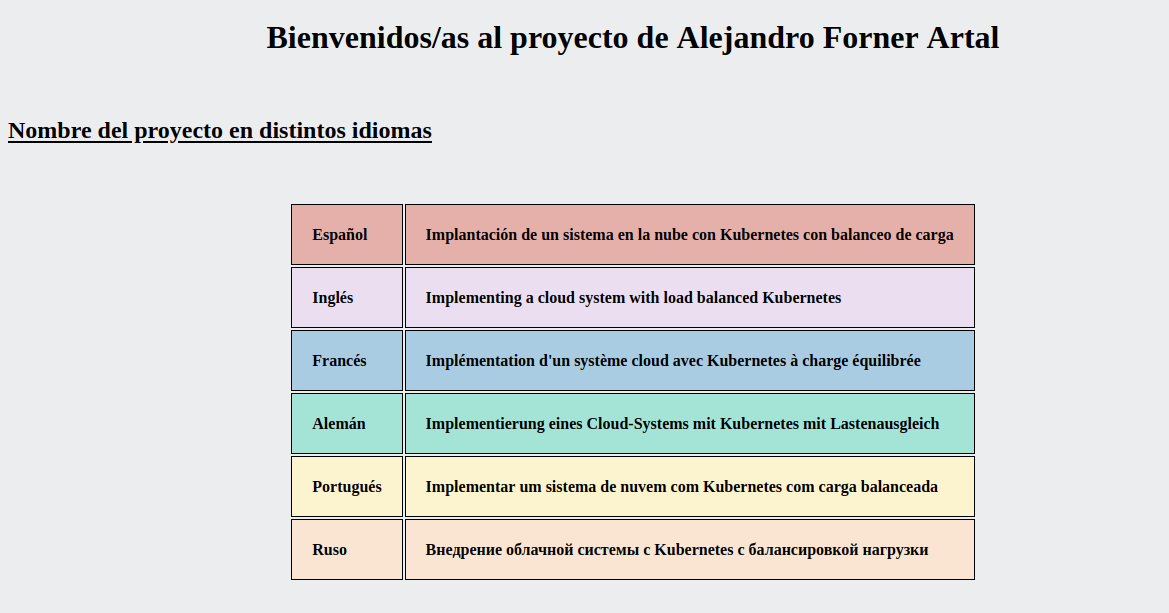 Bienvenidos/as al proyecto de Alejandro Forner Artal
Nombre del proyecto en distintos idiomas
Español Implantación de un sistema en la nube con Kubernetes con balanceo de carga
Inglés Implementing a cloud system with load balanced Kubernetes
Francés Implémentation d'un système cloud avec Kubernetes à charge équilibrée
Alemán Implementierung eines Cloud-Systems mit Kubernetes mit Lastenausgleich
Portugués Implementar um sistema de nuvem com Kubernetes com carga balanceada
Ruso Внедрение облачной системы с Kubernetes с балансировкой нагрузки